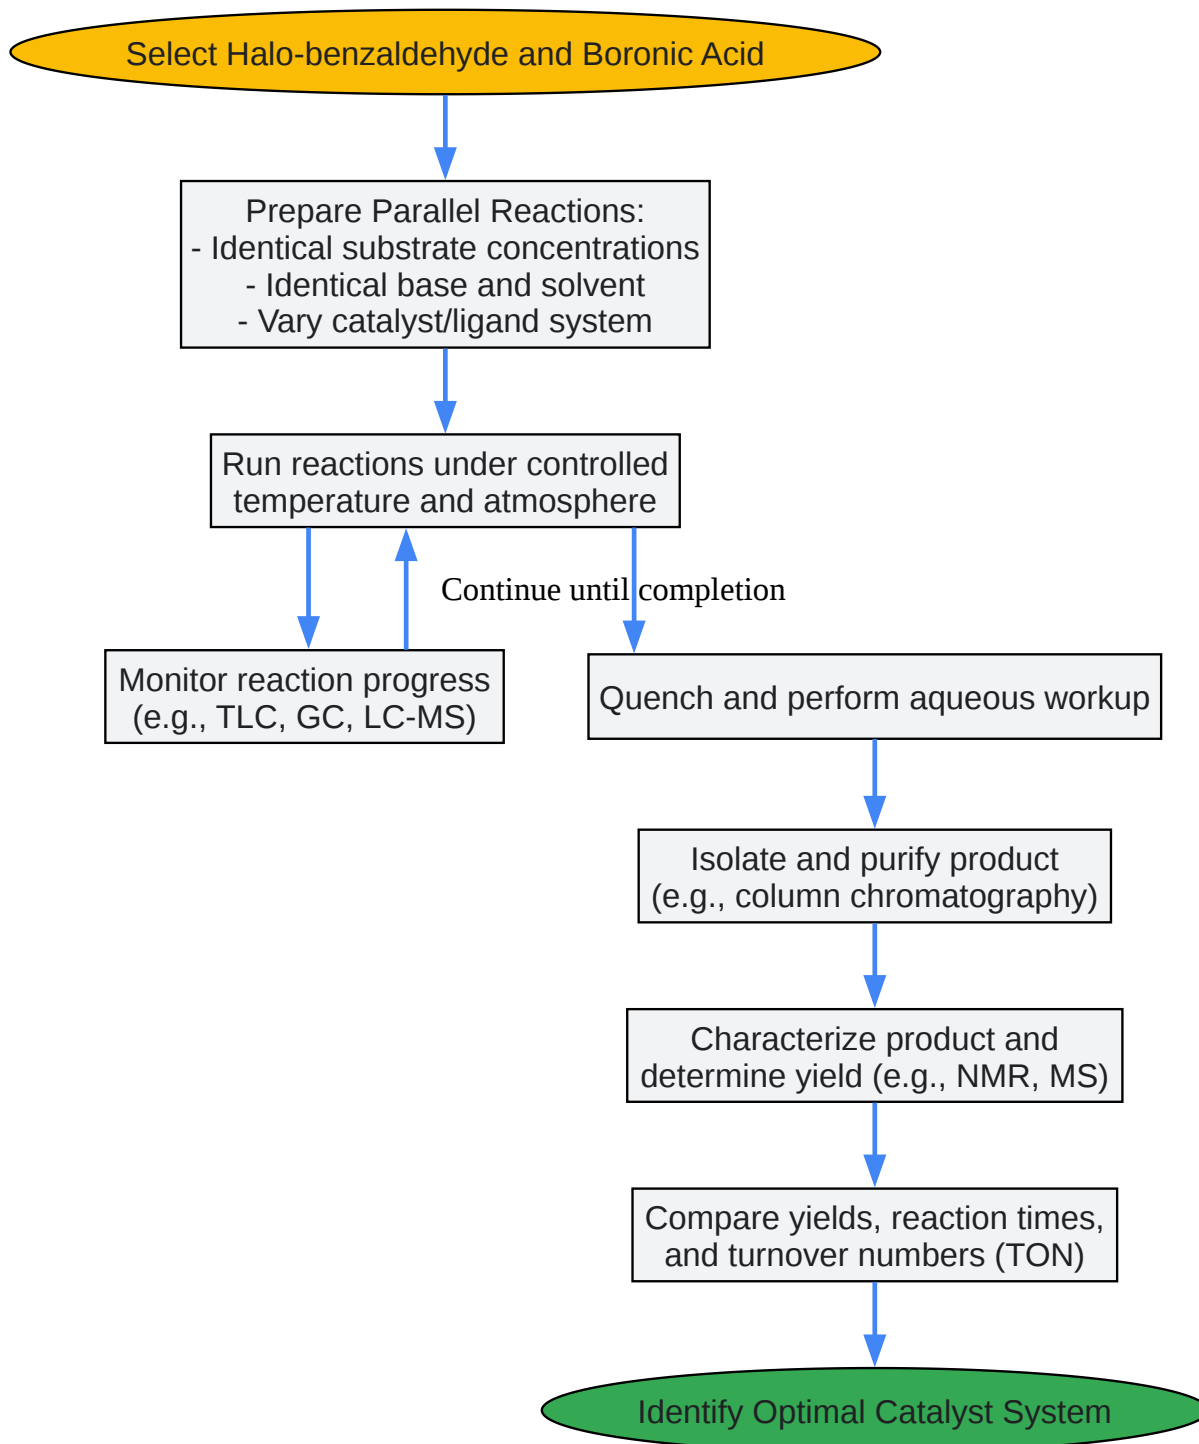 Select Halo-benzaldehyde and Boronic Acid
Prepare Parallel Reactions:
- Identical substrate concentrations
- Identical base and solvent
- Vary catalyst/ligand system
Run reactions under controlled
temperature and atmosphere
Continue until completion
Monitor reaction progress
(e.g., TLC, GC, LC-MS)
Quench and perform aqueous workup
Isolate and purify product
(e.g., column chromatography)
Characterize product and
determine yield (e.g., NMR, MS)
Compare yields, reaction times,
and turnover numbers (TON)
Identify Optimal Catalyst System